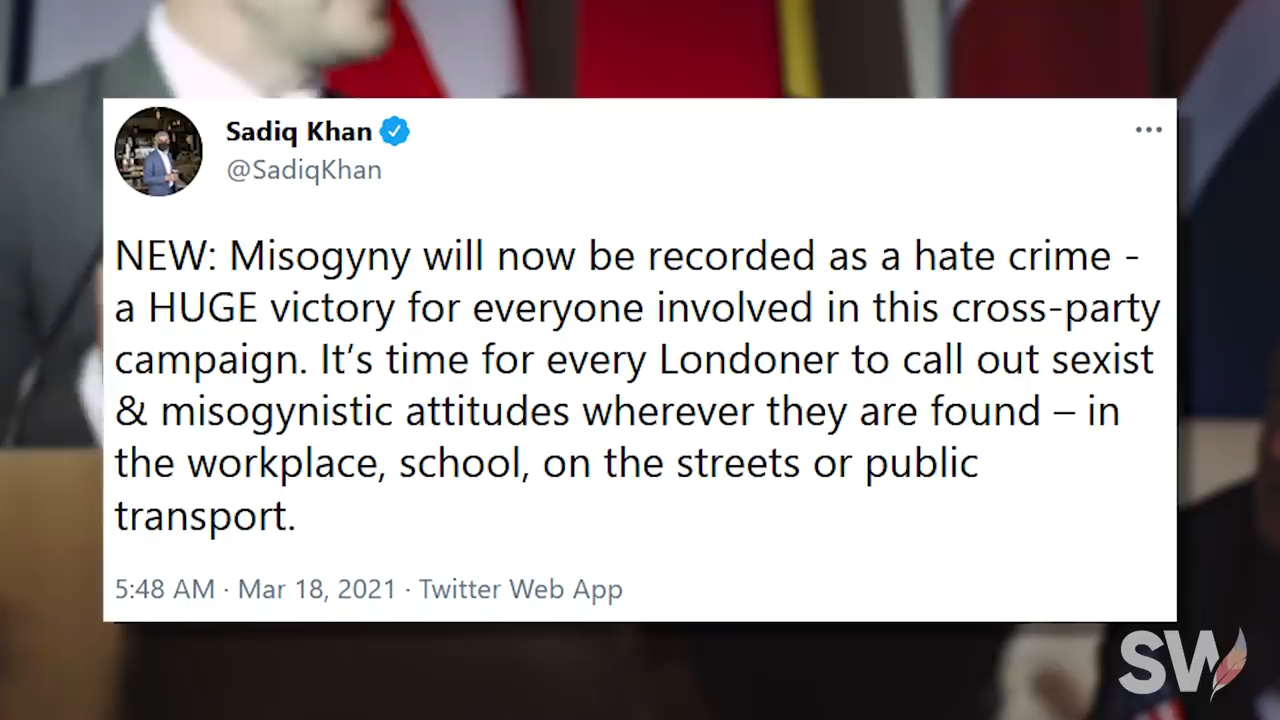 Sadiq Khan
@SadiqKhan
NEW: Misogyny will now be recorded as a hate crime -
a HUGE victory for everyone involved in this cross-party
campaign. It’s time for every Londoner to call out sexist
& misogynistic attitudes wherever they are found – in
the workplace, school, on the streets or public
transport.
5:48 AM · Mar 18, 2021 · Twitter Web App
SW